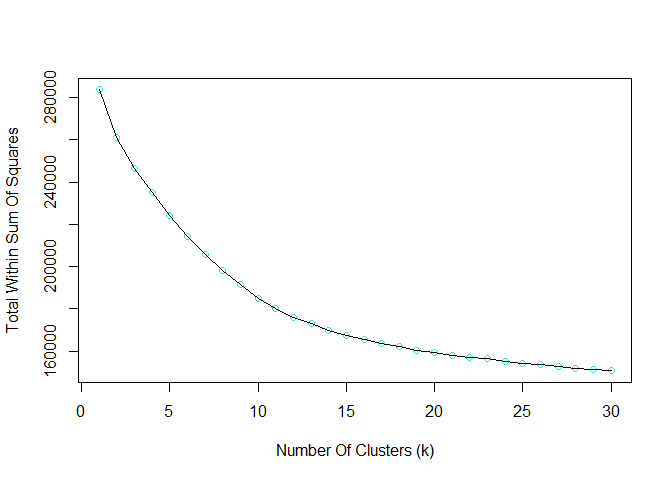 Total Within Sum Of Squares
280000
240000
200000
160000
0 5 10 15 20 25 30
Number Of Clusters (k)